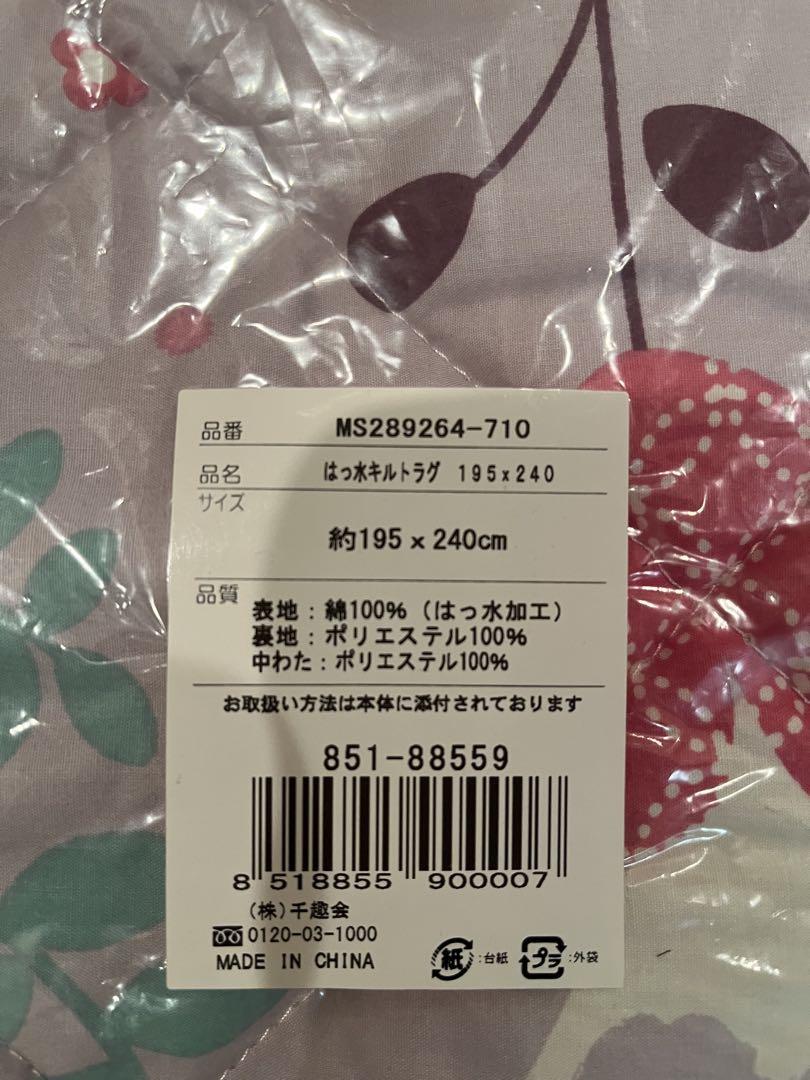 品番 MS289264-710
品名 はっ水キルトラグ 195x240
サイズ
約195 x 240cm
品質
表地：綿100%（はっ水加工）
裏地：ポリエステル100%
中わた：ポリエステル100%
お取扱い方法は本体に添付されております
851-88559
8 518855 900007
（株）千趣会
0120-03-1000
MADE IN CHINA
紙：台紙 プラ：外袋